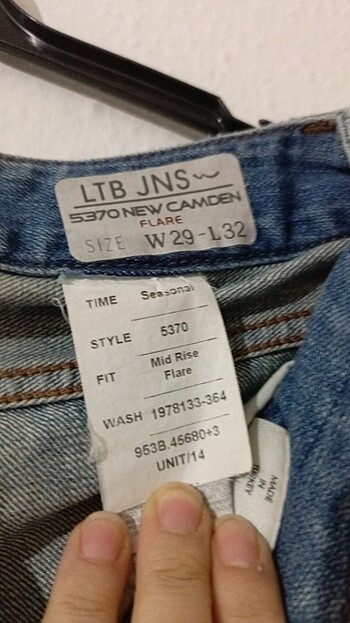 LTB JNS
5370 NEW CAMDEN
FLARE
SIZE W29-L32
TIME Seasonal
STYLE 5370
FIT Mid Rise
Flare
WASH 1978133-364
953B.45680+3
UNIT/14
MADE
IN
TURKEY